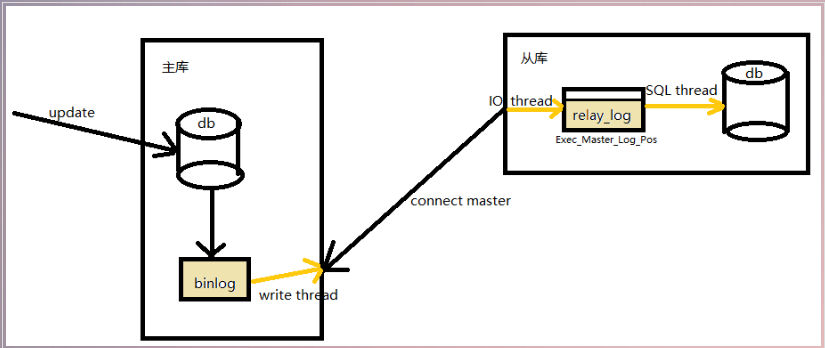 主库
update
db
binlog
write thread
connect master
从库
IO thread
relay_log
Exec_Master_Log_Pos
SQL thread
db